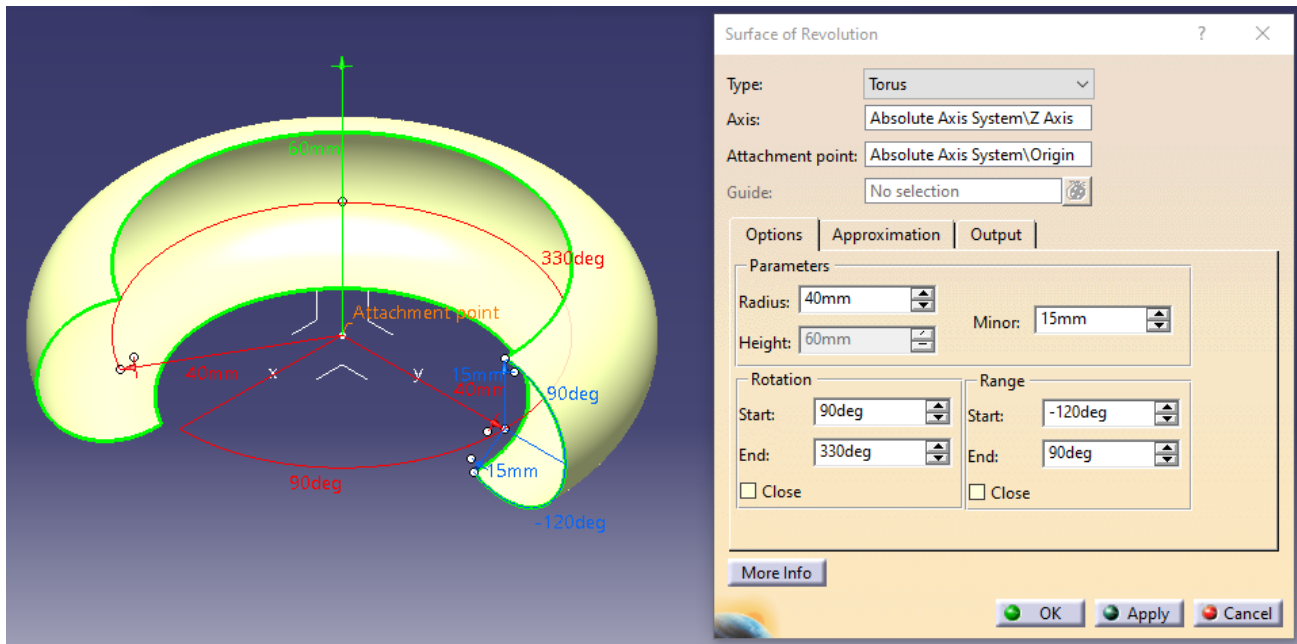 60mm
330deg
Attachment point
40mm
x
y
15mm
40mm
90deg
15mm
90deg
-120deg
Surface of Revolution ? ×
Type: Torus
Axis: Absolute Axis System\Z Axis
Attachment point: Absolute Axis System\Origin
Guide: No selection
Options Approximation Output
Parameters
Radius: 40mm
Minor: 15mm
Height: 60mm
Rotation Range
Start: 90deg Start: -120deg
End: 330deg End: 90deg
Close Close
More Info
OK Apply Cancel